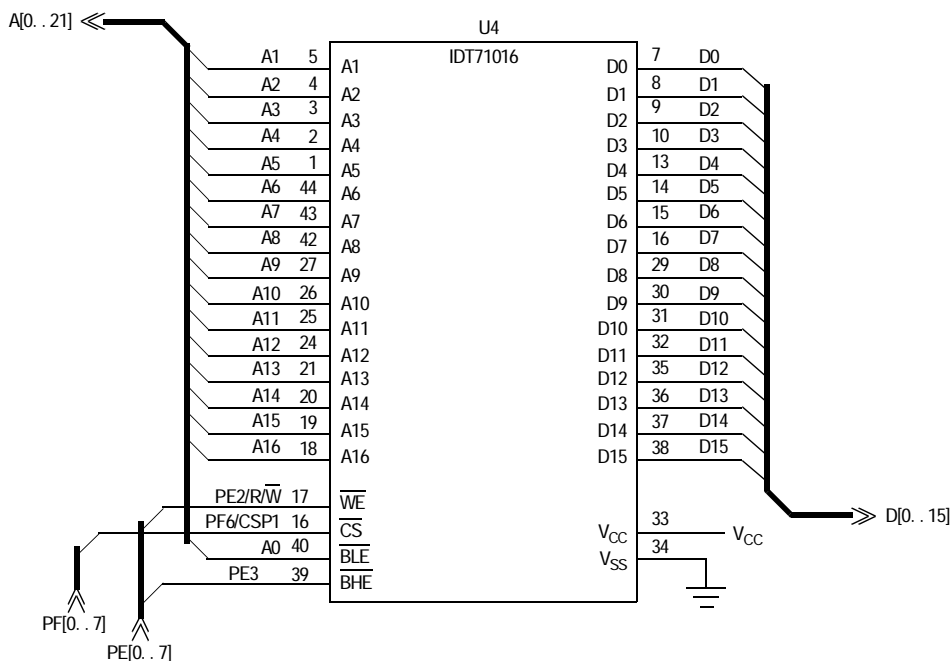 A[0. . 21]
U4
IDT71016
A1 5 A1 D0 7 D0
A2 4 A2 D1 8 D1
A3 3 A3 D2 9 D2
A4 2 A4 D3 10 D3
A5 1 A5 D4 13 D4
A6 44 A6 D5 14 D5
A7 43 A7 D6 15 D6
A8 42 A8 D7 16 D7
A9 27 A9 D8 29 D8
A10 26 A10 D9 30 D9
A11 25 A11 D10 31 D10
A12 24 A12 D11 32 D11
A13 21 A13 D12 35 D12
A14 20 A14 D13 36 D13
A15 19 A15 D14 37 D14
A16 18 A16 D15 38 D15
PE2/R/W̅ 17 W̅E̅
D[0. . 15]
PF6/CSP1 16 C̅S̅ VCC 33 VCC
A0 40 B̅L̅E̅ VSS 34
PE3 39 B̅H̅E̅
PF[0. . 7]
PE[0. . 7]